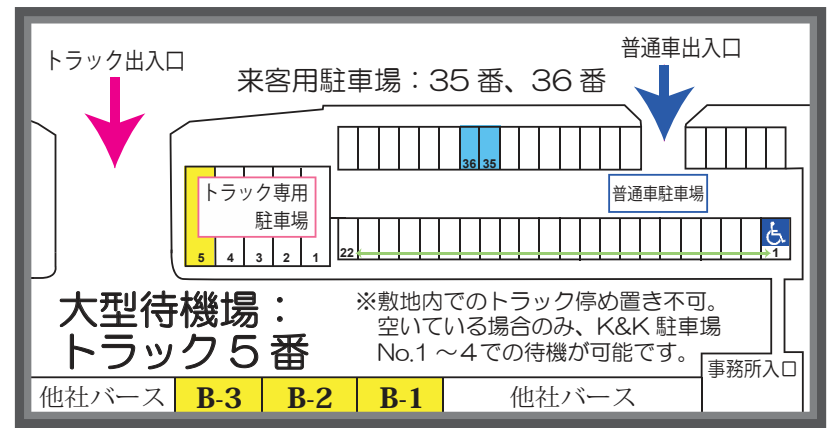 トラック出入口
普通車出入口
来客用駐車場：35番、36番
36 35
トラック専用
駐車場
普通車駐車場
5 4 3 2 1
22
1
大型待機場：
トラック5番
※敷地内でのトラック停め置き不可。
空いている場合のみ、K&K 駐車場
No.1～4での待機が可能です。
事務所入口
他社バース B-3 B-2 B-1 他社バース